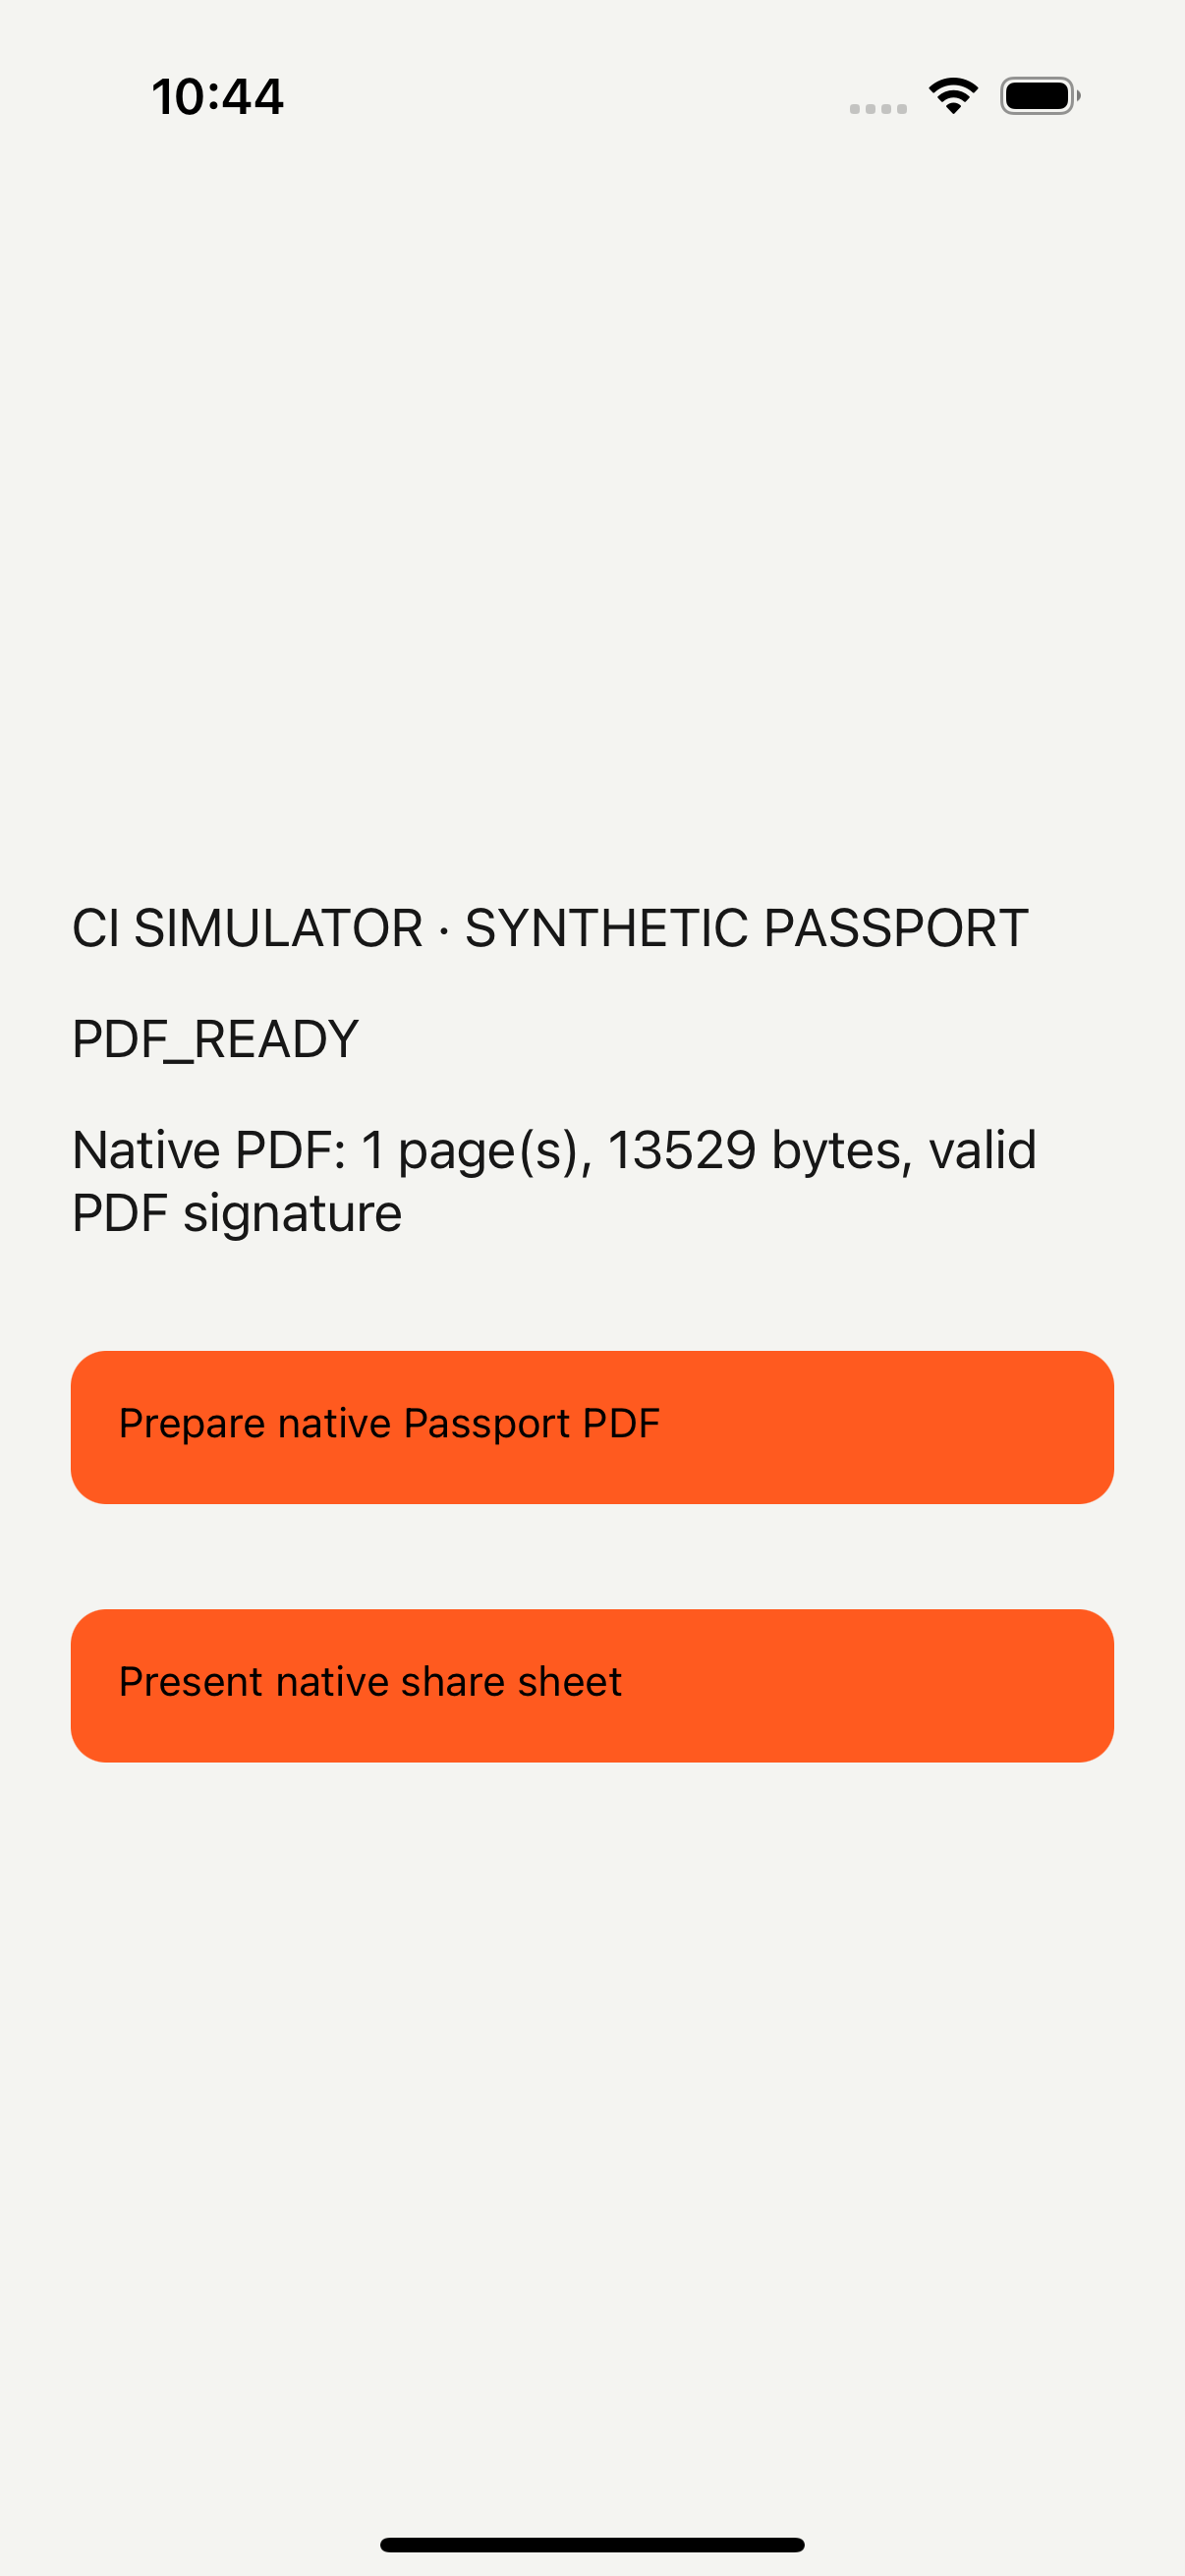 10:44
CI SIMULATOR · SYNTHETIC PASSPORT
PDF_READY
Native PDF: 1 page(s), 13529 bytes, valid
PDF signature
Prepare native Passport PDF
Present native share sheet